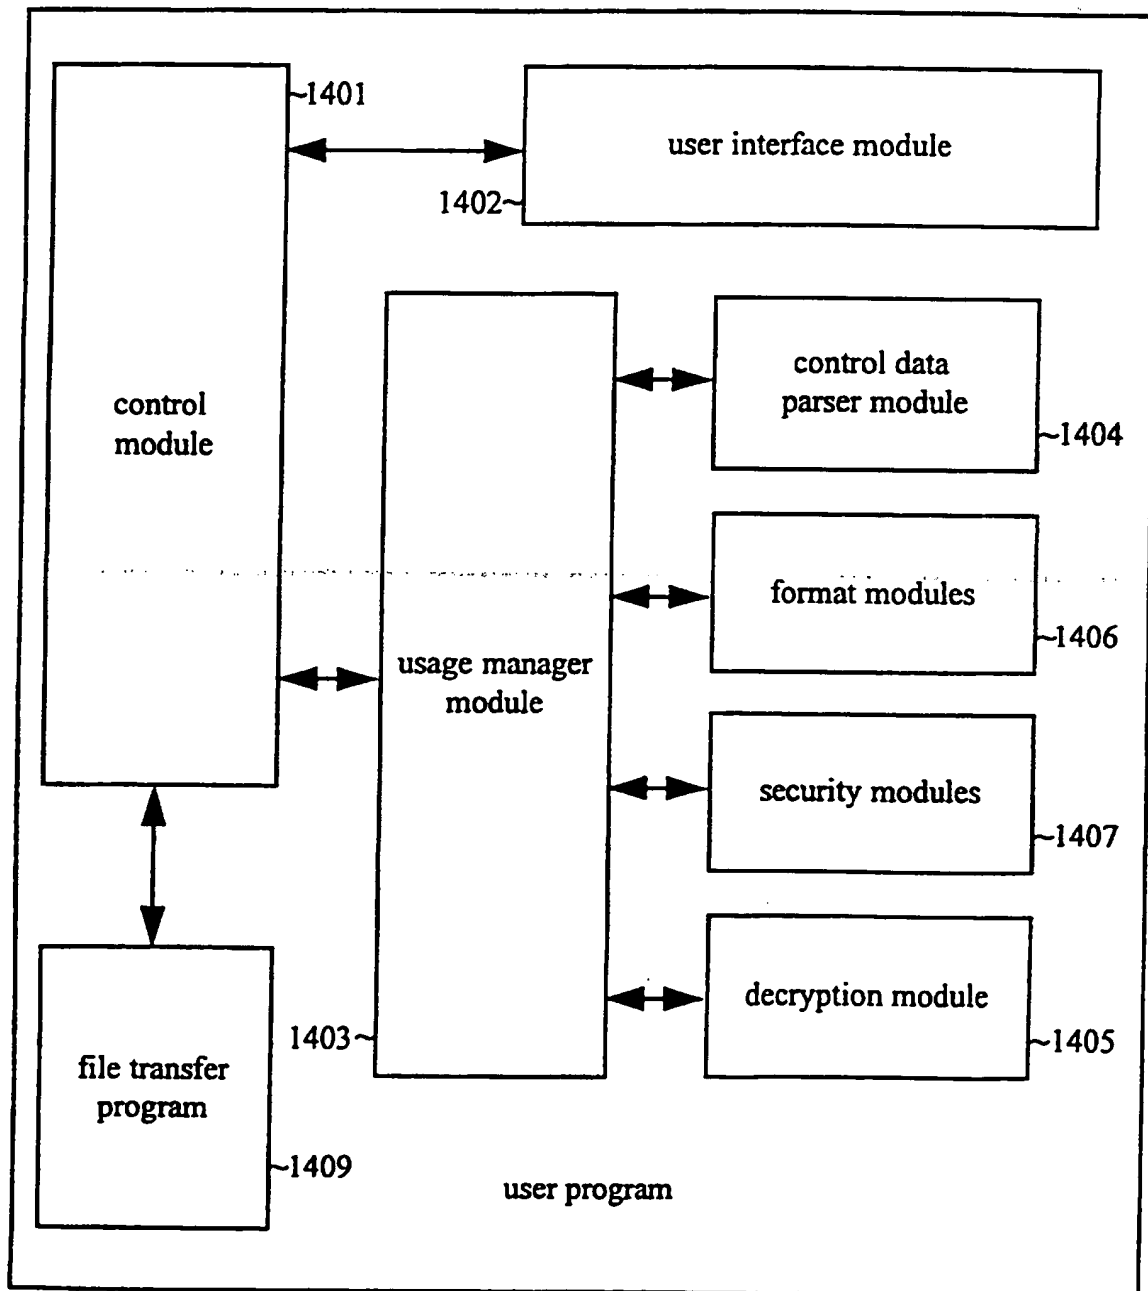 1401
user interface module
1402
control data
parser module
1404
control
module
format modules
1406
usage manager
module
security modules
1407
decryption module
1403
1405
file transfer
program
1409
user program